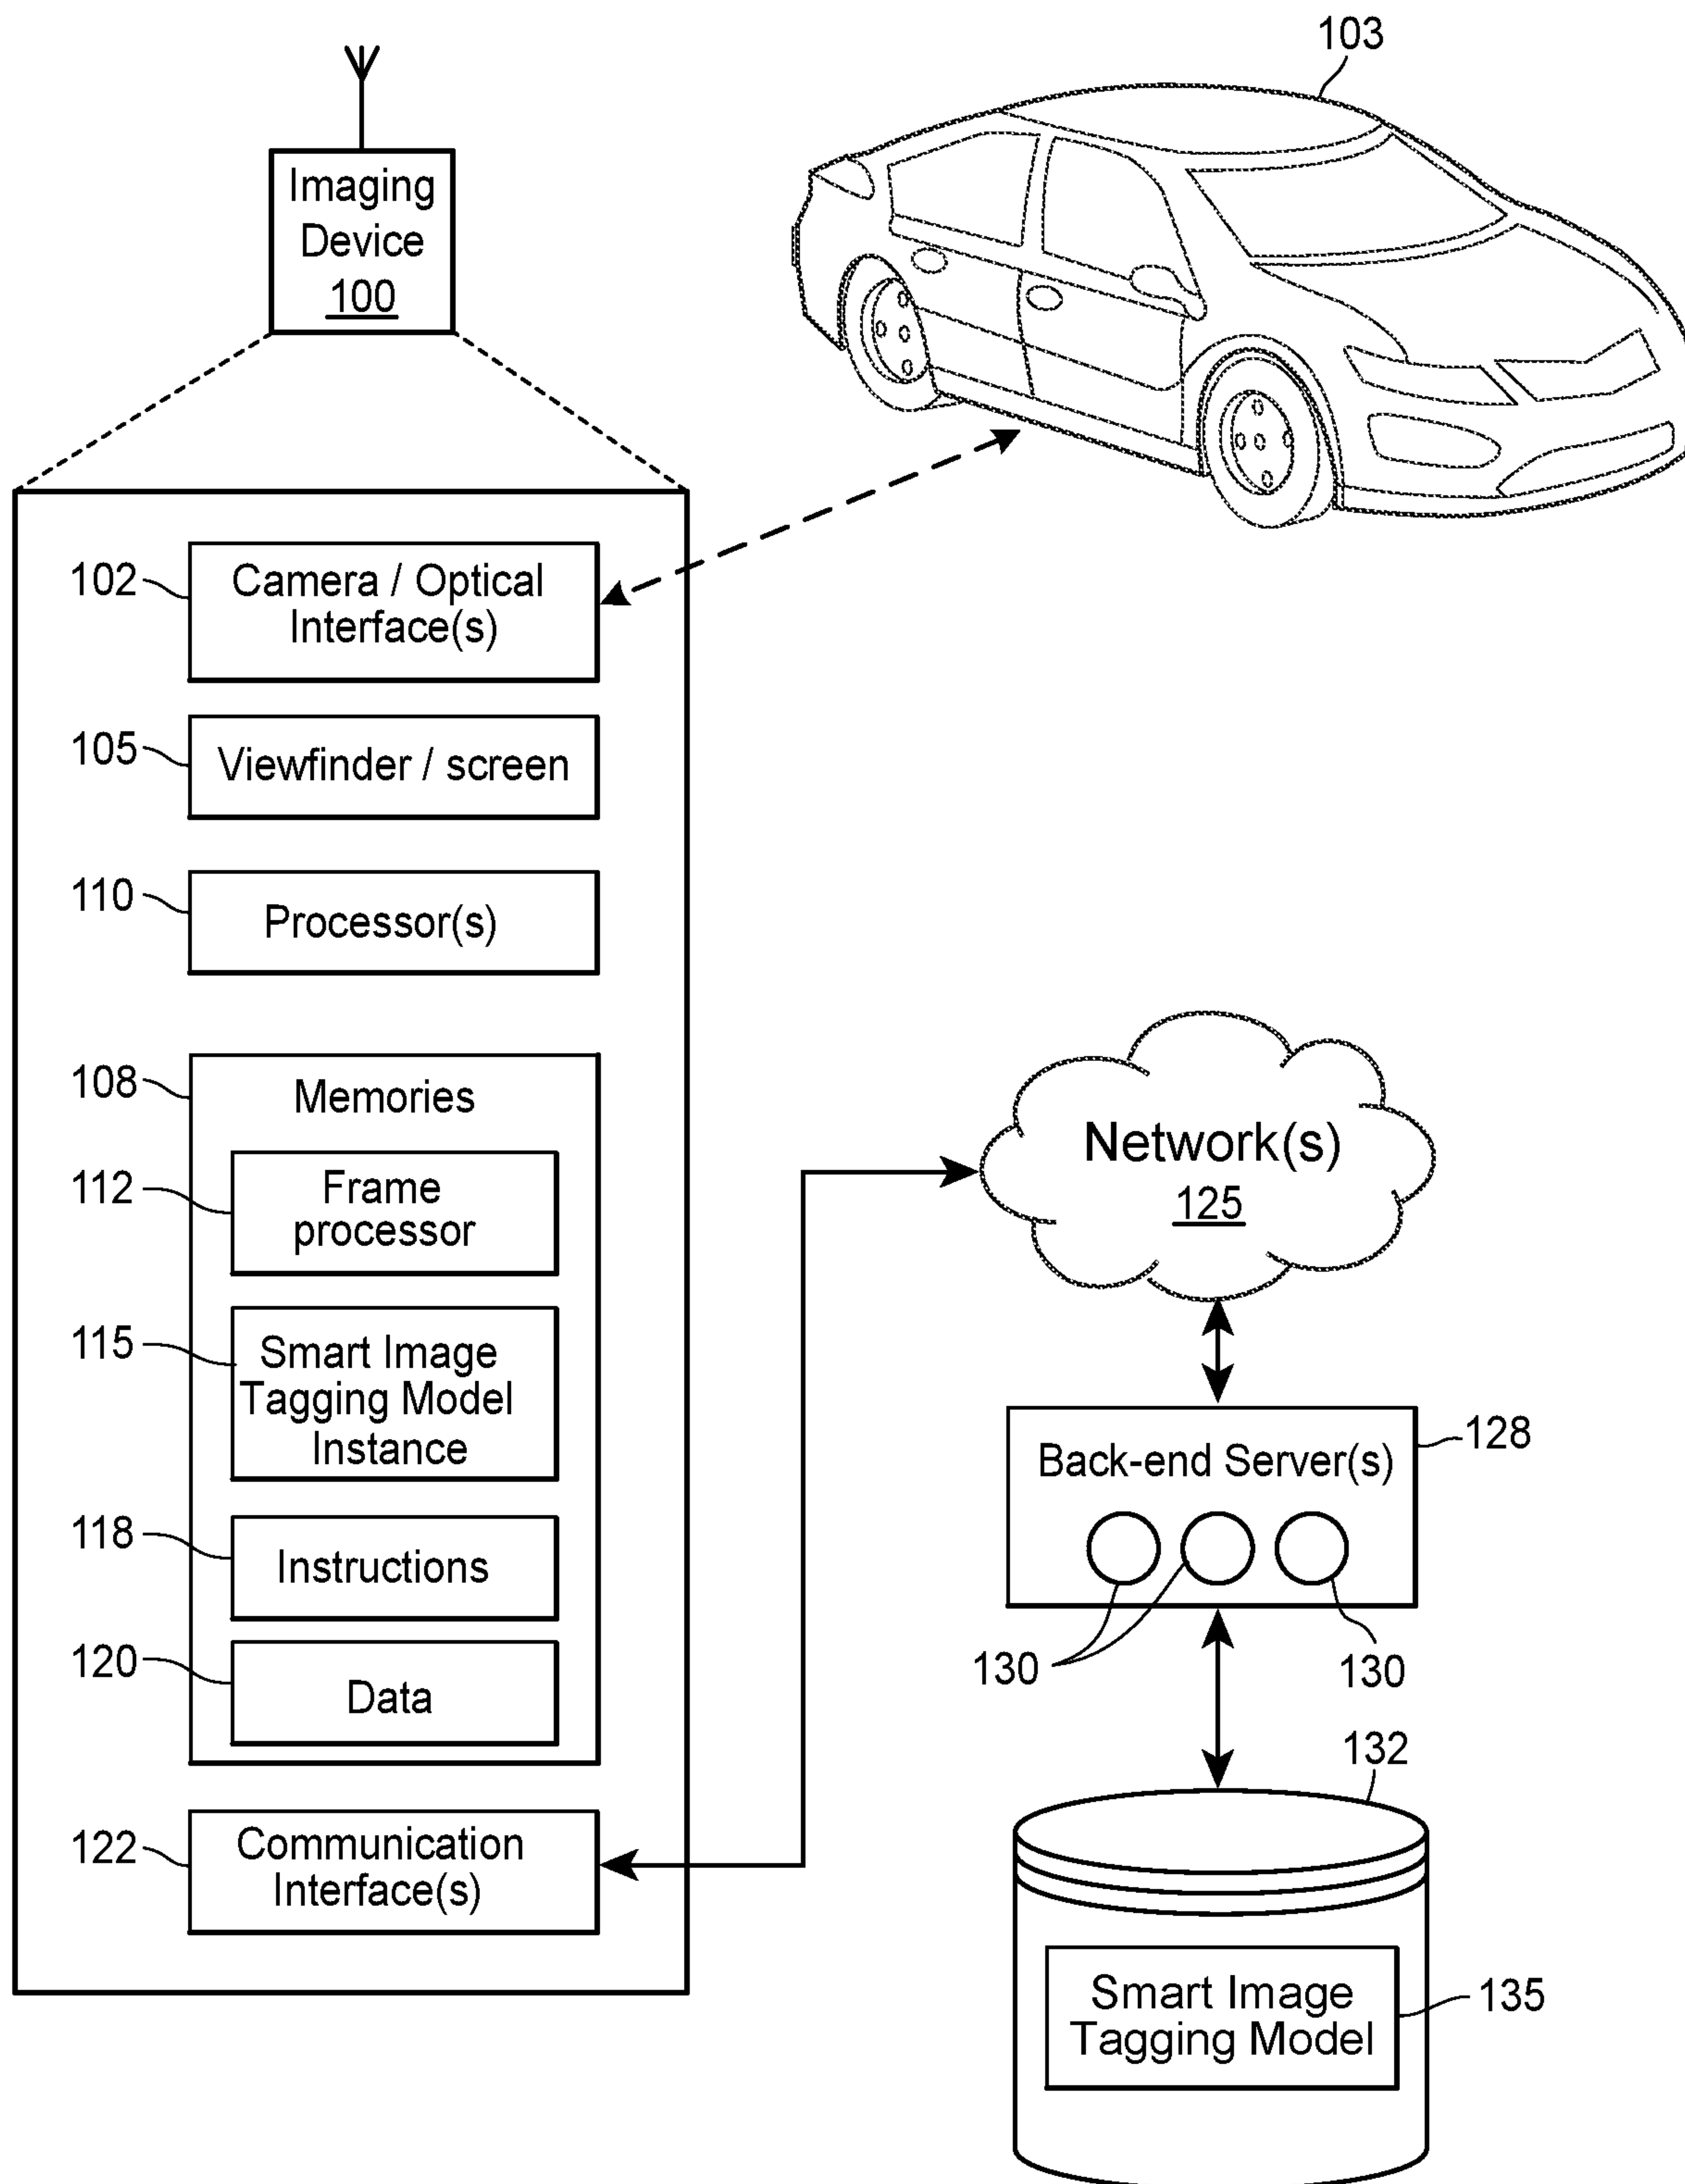 103
Imaging
Device
100
102
Camera / Optical
Interface(s)
105
Viewfinder / screen
110
Processor(s)
108
Memories
112
Frame
processor
115
Smart Image
Tagging Model
Instance
118
Instructions
120
Data
122
Communication
Interface(s)
Network(s)
125
128
Back-end Server(s)
130
130
132
Smart Image
Tagging Model
135